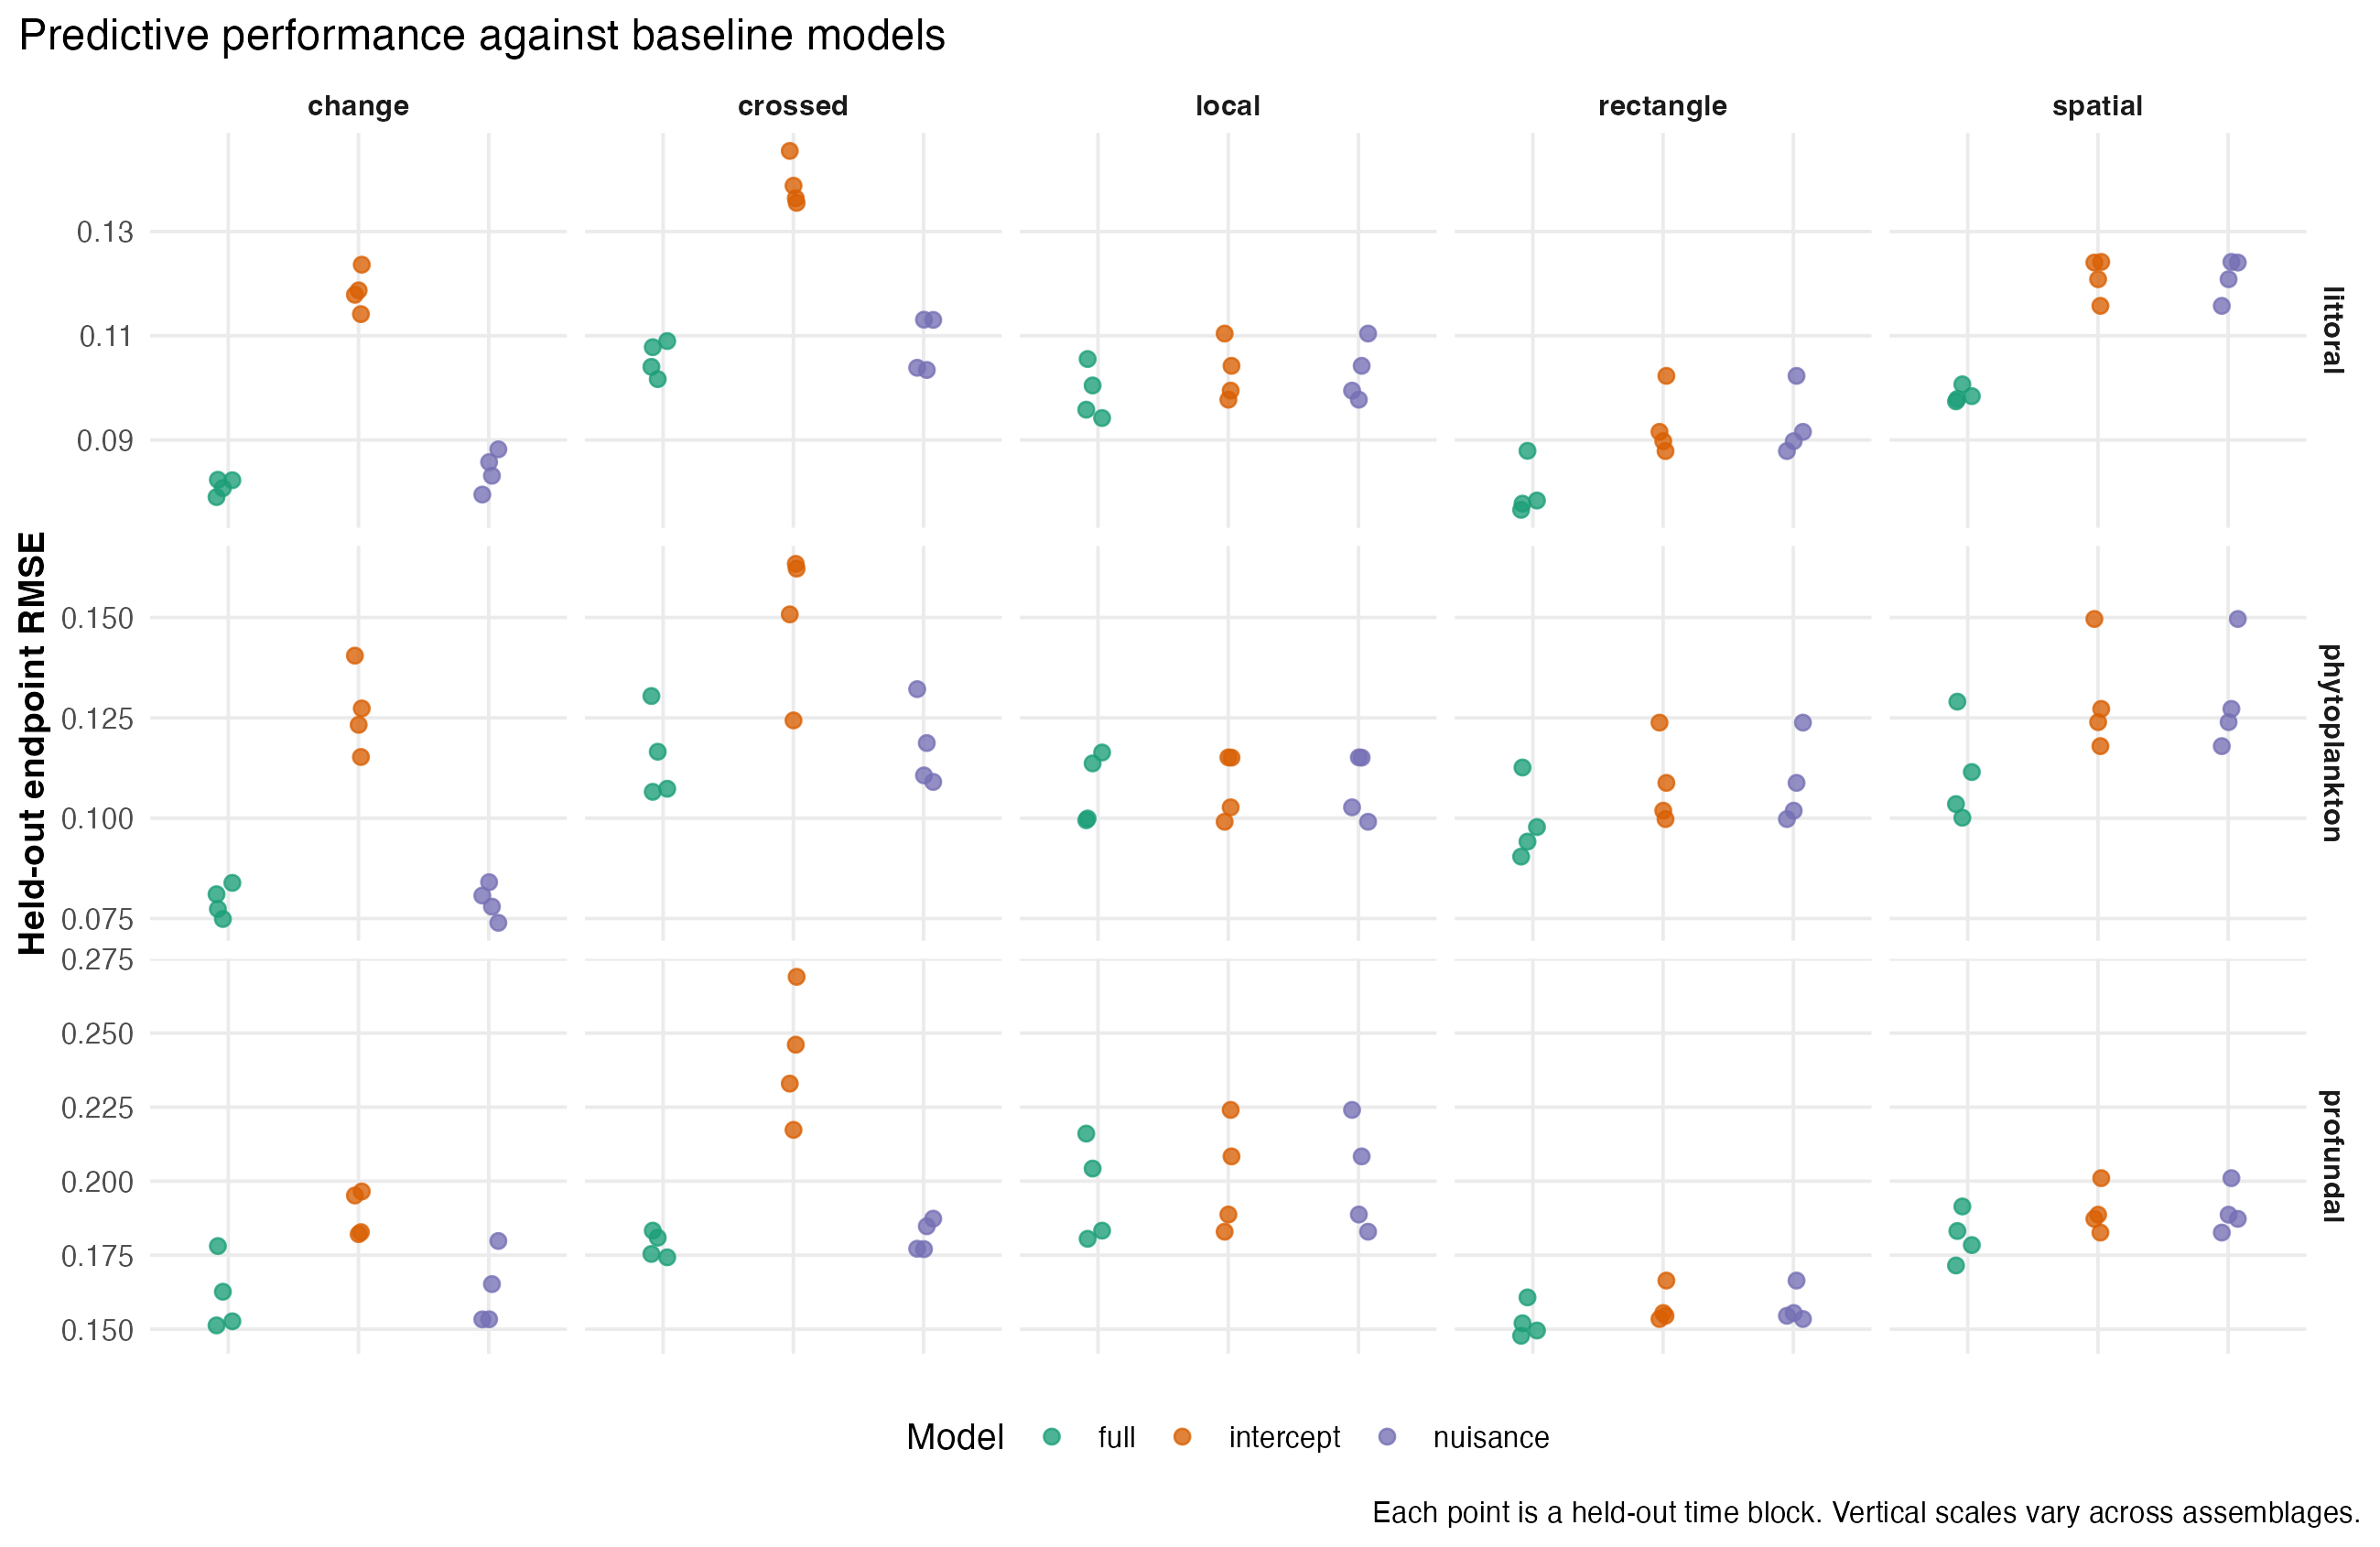 Predictive performance against baseline models
change crossed local rectangle spatial
Held-out endpoint RMSE
0.13
0.11
0.09
littoral
0.150
0.125
0.100
0.075
phytoplankton
0.275
0.250
0.225
0.200
0.175
0.150
profundal
Model full intercept nuisance
Each point is a held-out time block. Vertical scales vary across assemblages.